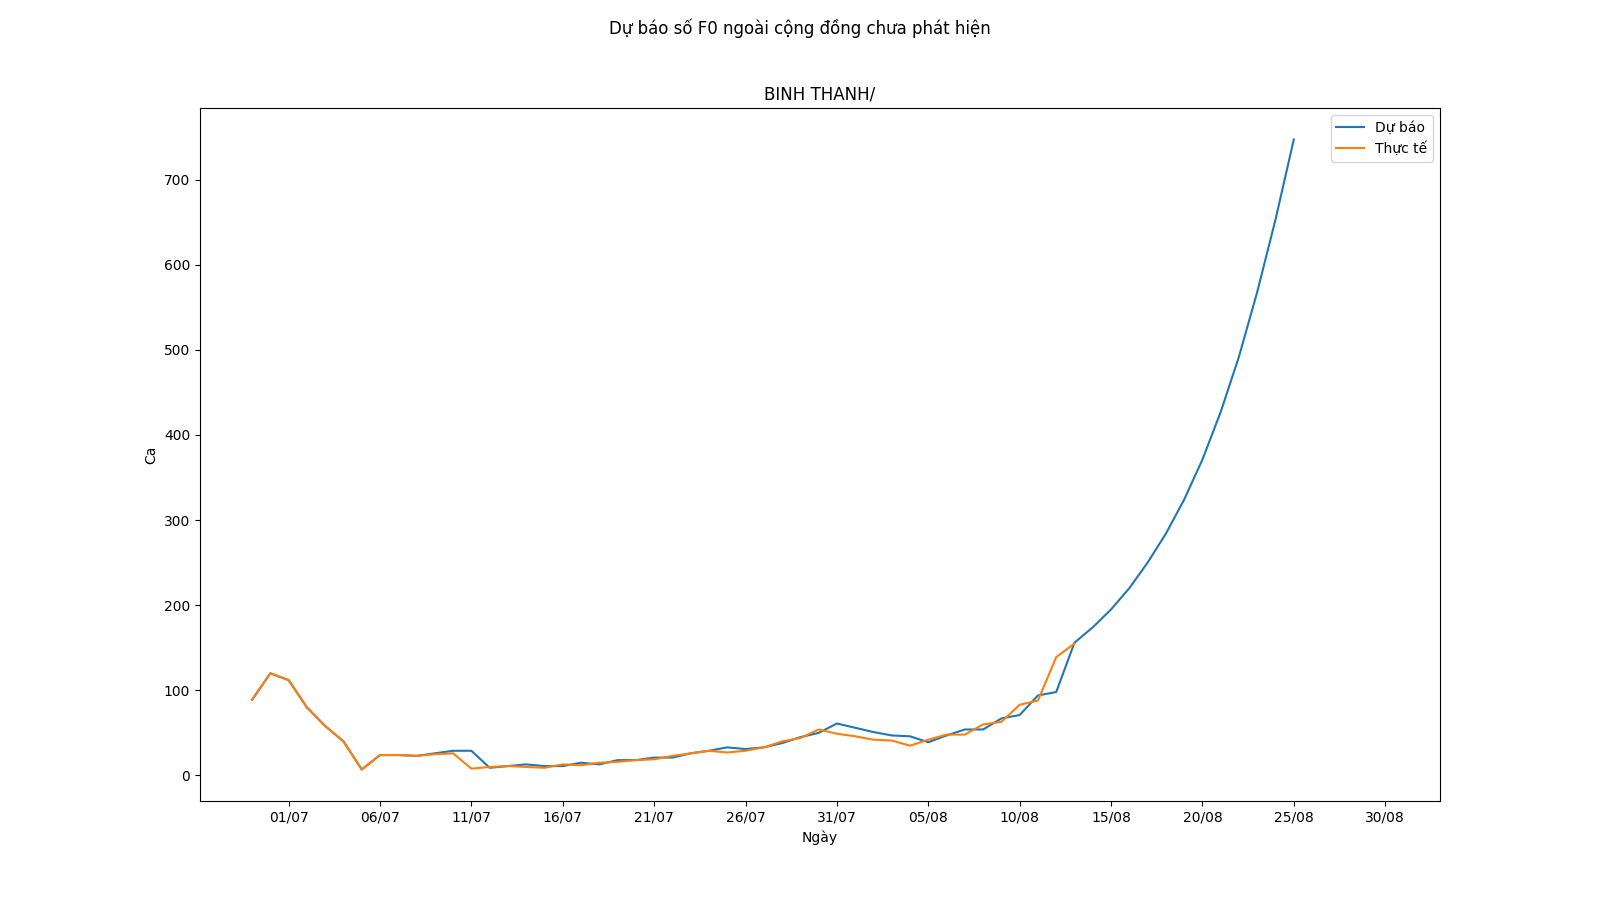 Dự báo số F0 ngoài cộng đồng chưa phát hiện
BINH THANH/
Dự báo
Thực tế
700
600
500
400
300
200
100
0
Ca
01/07 06/07 11/07 16/07 21/07 26/07 31/07 05/08 10/08 15/08 20/08 25/08 30/08
Ngày